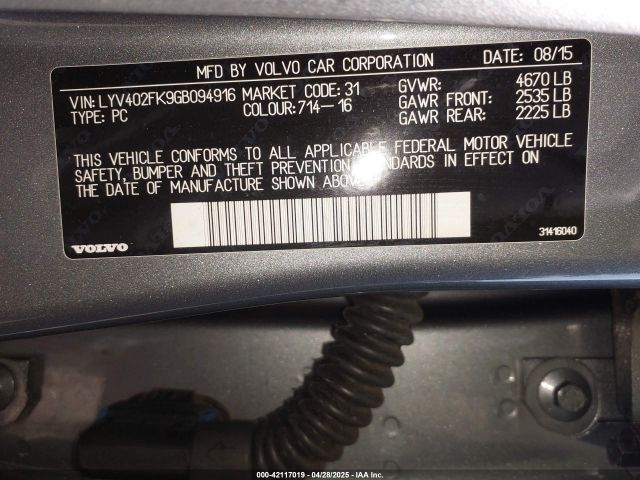 MFD BY VOLVO CAR CORPORATION DATE: 08/15
VIN: LYV402FK9GB094916 MARKET CODE: 31 GVWR: 4670 LB
TYPE: PC COLOUR: 714-16 GAWR FRONT: 2535 LB
GAWR REAR: 2225 LB
THIS VEHICLE CONFORMS TO ALL APPLICABLE FEDERAL MOTOR VEHICLE
SAFETY, BUMPER AND THEFT PREVENTION STANDARDS IN EFFECT ON
THE DATE OF MANUFACTURE SHOWN ABOVE
VOLVO
31416040
000-42117019 - 04/28/2025 - IAA Inc.